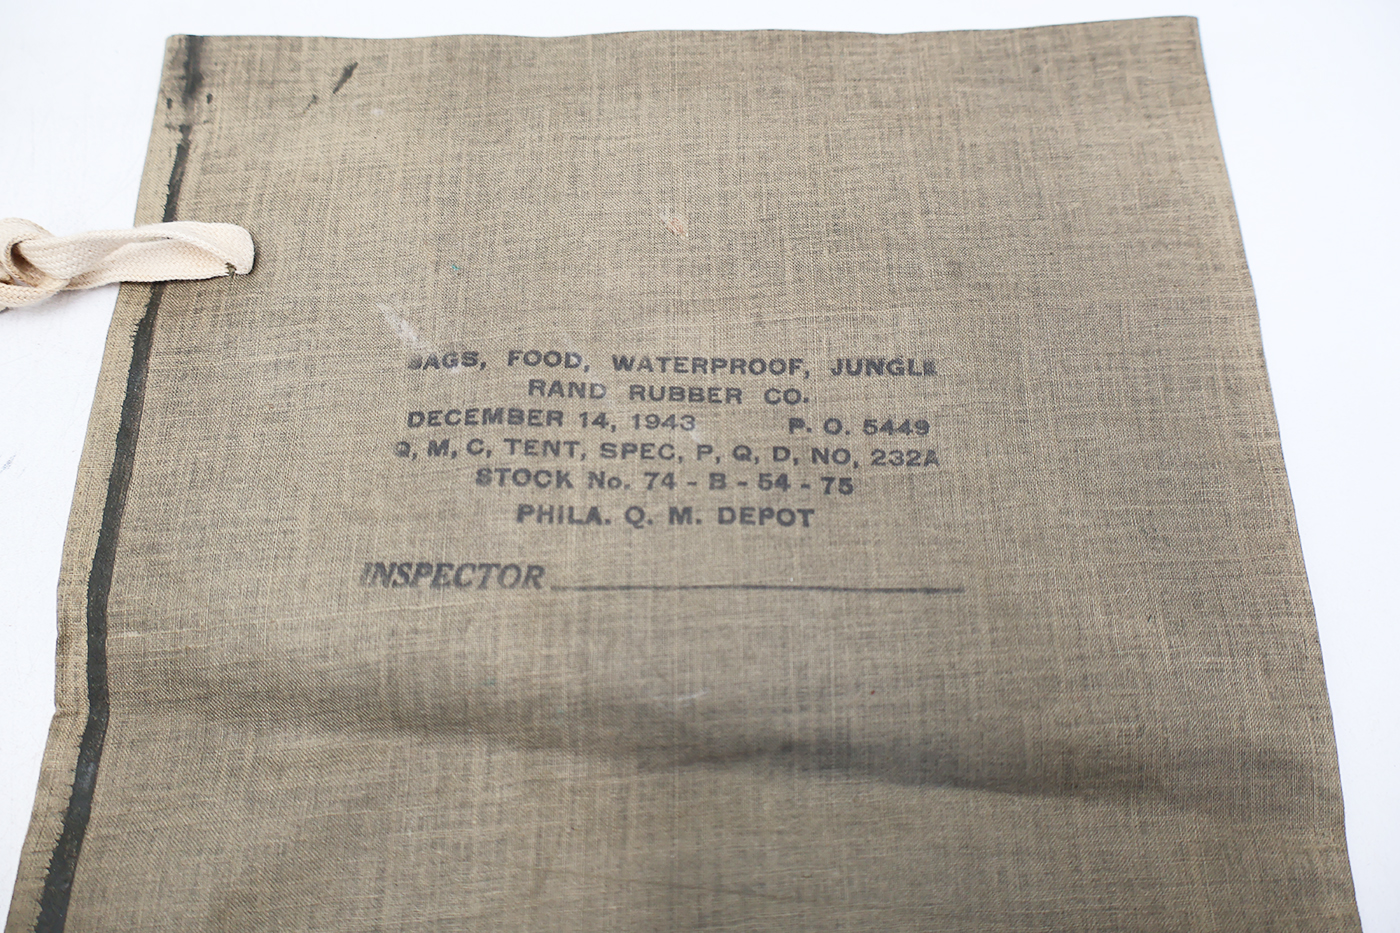 BAGS, FOOD, WATERPROOF, JUNGLE
RAND RUBBER CO.
DECEMBER 14, 1943 P. O. 5449
Q, M, C, TENT, SPEC, P, Q, D, NO, 232A
STOCK No. 74 - B - 54 - 75
PHILA. Q. M. DEPOT
INSPECTOR